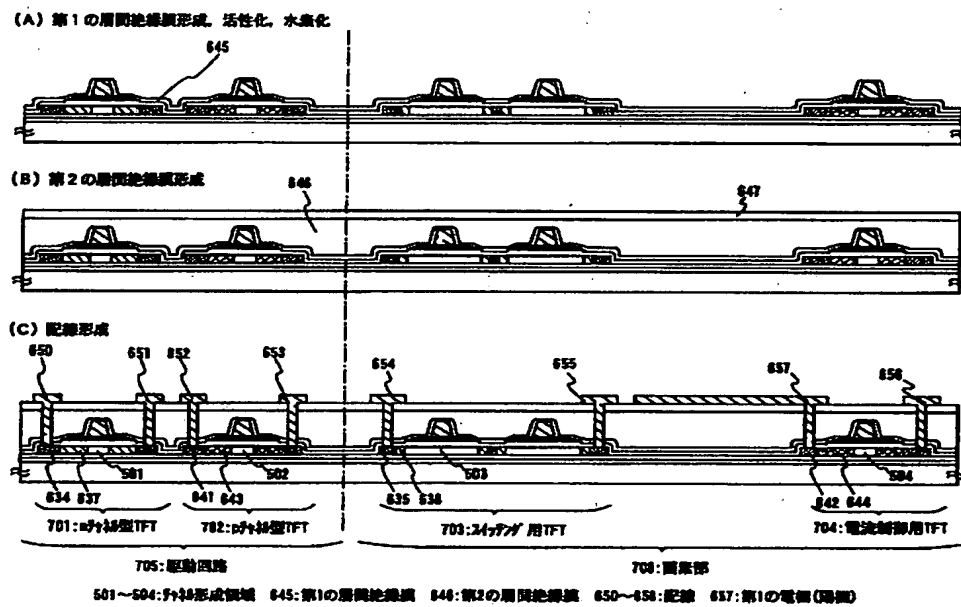 (A) 第1の層間絶縁膜形成, 活性化, 水素化
645
(B) 第2の層間絶縁膜形成
646
647
(C) 配線形成
650 651 652 653 654 655 657 656
634 637 501 641 643 502 635 638 503 642 644 504
701:nチャネル型TFT 702:pチャネル型TFT 703:スイッチング用TFT 704:電流制御用TFT
705:駆動回路 706:画素部
501~504:チャネル形成領域 645:第1の層間絶縁膜 646:第2の層間絶縁膜 650~656:配線 657:第1の電極(陽極)